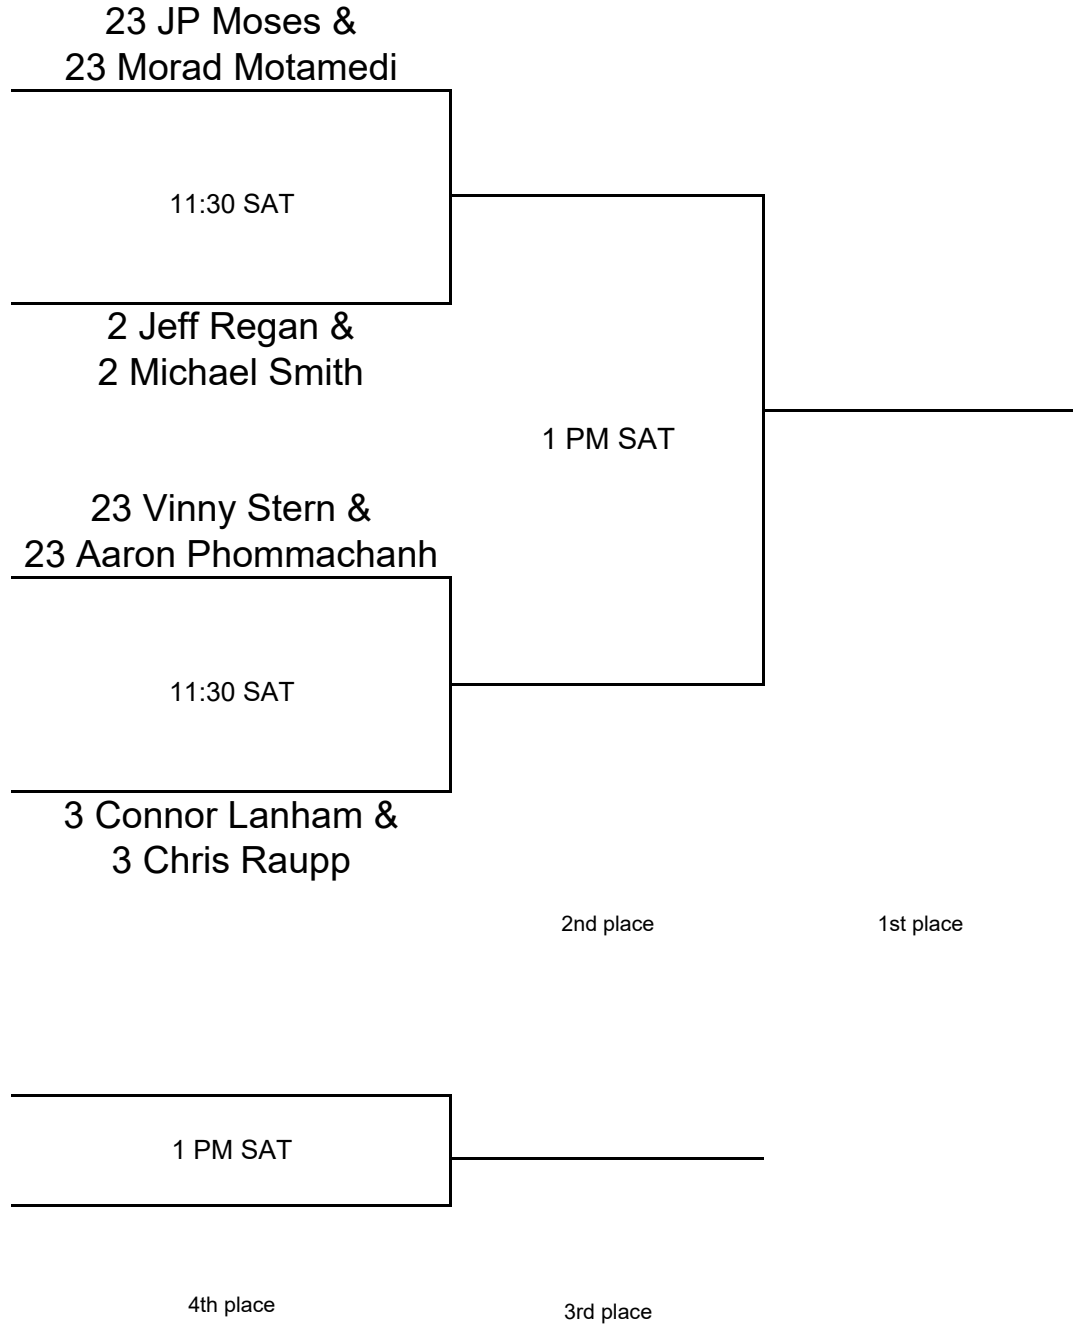 23 JP Moses &
23 Morad Motamedi
11:30 SAT
2 Jeff Regan &
2 Michael Smith
1 PM SAT
23 Vinny Stern &
23 Aaron Phommachanh
11:30 SAT
3 Connor Lanham &
3 Chris Raupp
2nd place
1st place
1 PM SAT
4th place
3rd place